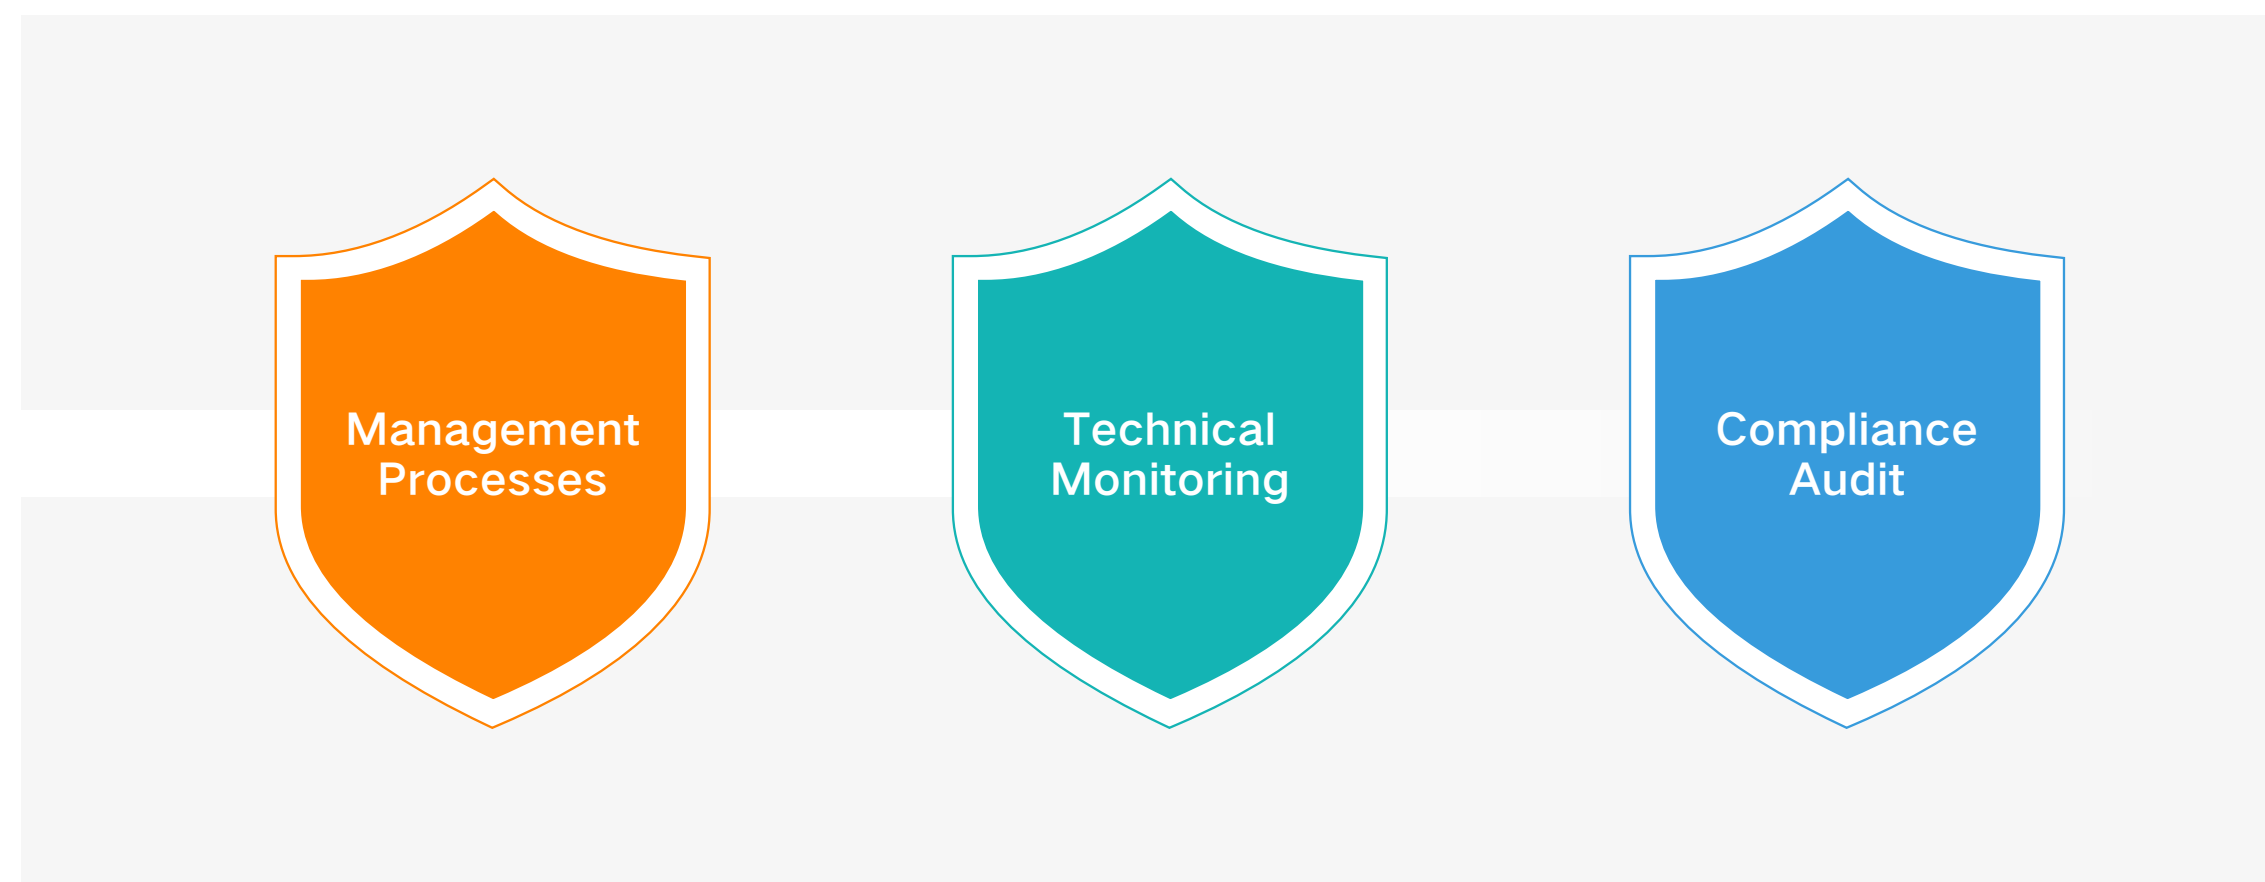 Management
Processes
Technical
Monitoring
Compliance
Audit